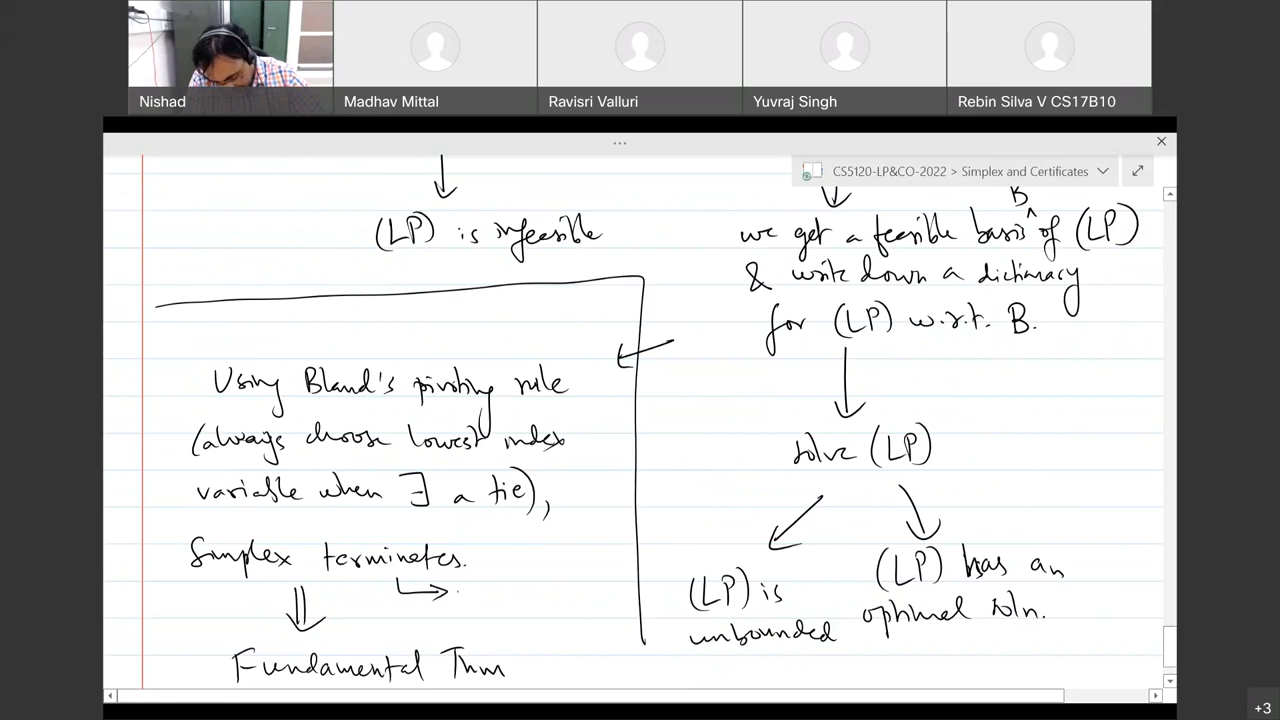 Nishad
Madhav Mittal
Ravisri Valluri
Yuvraj Singh
Rebin Silva V CS17B10
CS5120-LP&CO-2022 > Simplex and Certificates
(LP) is infeasible
B
we get a feasible basis ^ of (LP)
& write down a dictionary
for (LP) w.r.t. B.
solve (LP)
(LP) is
unbounded
(LP) has an
optimal soln.
Using Bland's pivoting rule
(always choose lowest index
variable when ∃ a tie),
Simplex terminates.
Fundamental Thm
+3